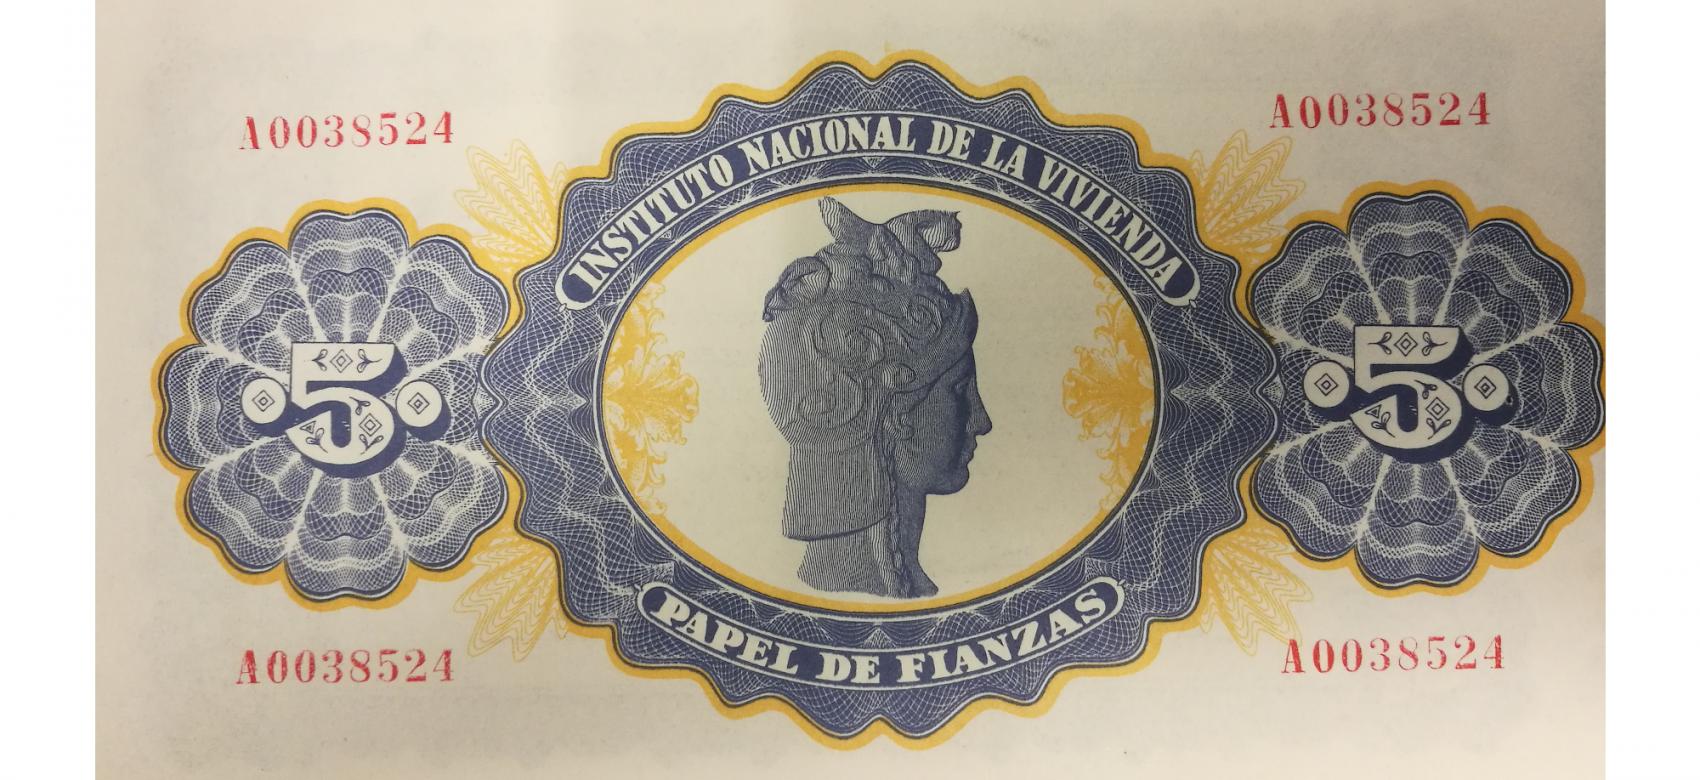 A0038524
A0038524
INSTITUTO NACIONAL DE LA VIVIENDA
5
5
PAPEL DE FIANZAS
A0038524
A0038524